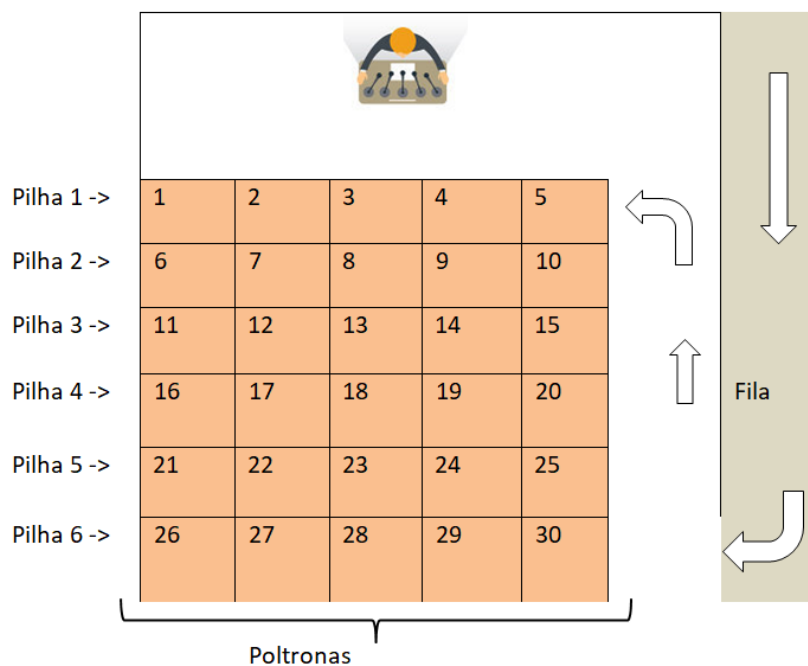 Pilha 1 -> 1 2 3 4 5
Pilha 2 -> 6 7 8 9 10
Pilha 3 -> 11 12 13 14 15
Pilha 4 -> 16 17 18 19 20 Fila
Pilha 5 -> 21 22 23 24 25
Pilha 6 -> 26 27 28 29 30
Poltronas